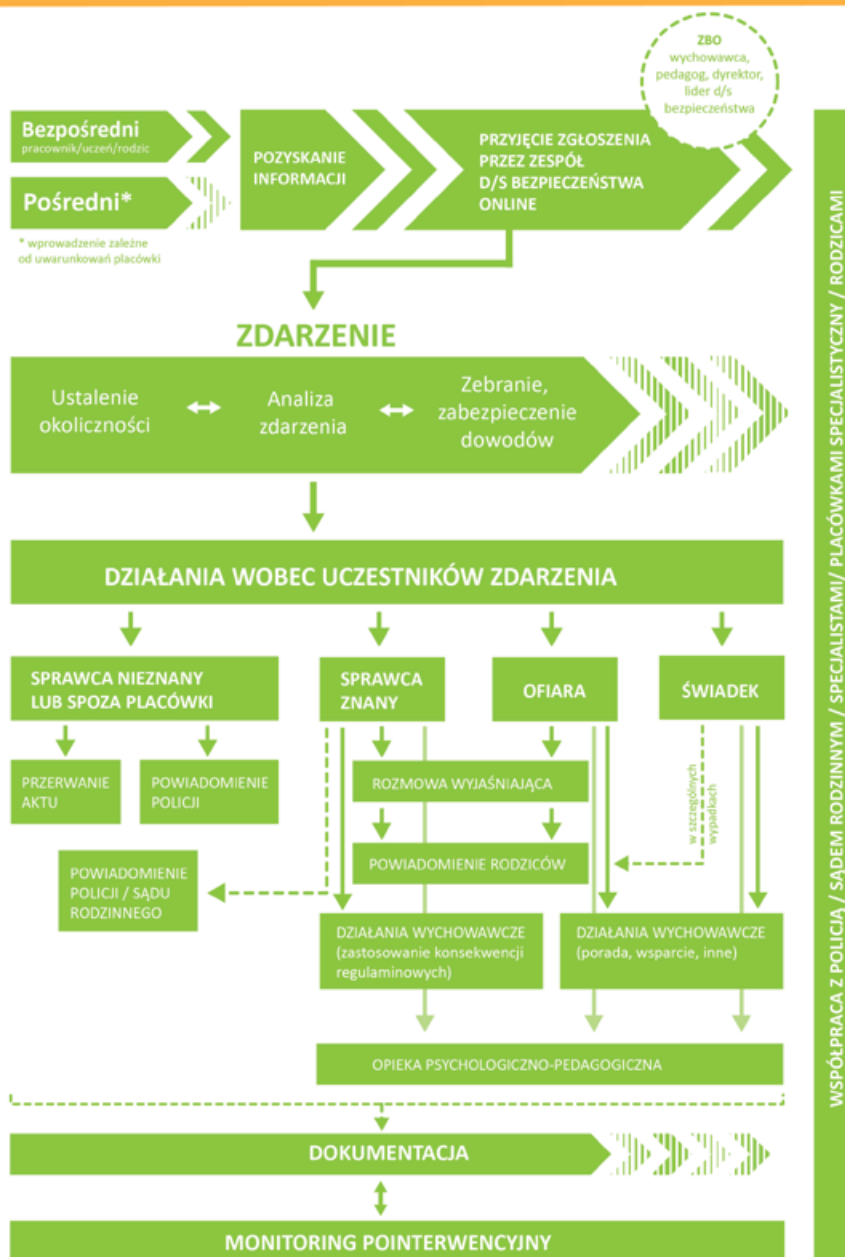 ZBO
wychowawca,
pedagog, dyrektor,
lider d/s
bezpieczeństwa
Bezpośredni
pracownik/uczeń/rodzic
Pośredni*
* wprowadzenie zależne
od uwarunkowań placówki
POZYSKANIE
INFORMACJI
PRZYJĘCIE ZGŁOSZENIA
PRZEZ ZESPÓŁ
D/S BEZPIECZEŃSTWA
ONLINE
ZDARZENIE
Ustalenie
okoliczności
Analiza
zdarzenia
Zebranie,
zabezpieczenie
dowodów
DZIAŁANIA WOBEC UCZESTNIKÓW ZDARZENIA
SPRAWCA NIEZNANY
LUB SPOZA PLACÓWKI
SPRAWCA
ZNANY
OFIARA
ŚWIADEK
PRZERWANIE
AKTU
POWIADOMIENIE
POLICJI
ROZMOWA WYJAŚNIAJĄCA
w szczególnych
wypadkach
POWIADOMIENIE RODZICÓW
POWIADOMIENIE
POLICJI / SĄDU
RODZINNEGO
DZIAŁANIA WYCHOWAWCZE
(zastosowanie konsekwencji
regulaminowych)
DZIAŁANIA WYCHOWAWCZE
(porada, wsparcie, inne)
OPIEKA PSYCHOLOGICZNO-PEDAGOGICZNA
DOKUMENTACJA
MONITORING POINTERWENCYJNY
WSPÓŁPRACA Z POLICJĄ / SĄDEM RODZINNYM / SPECJALISTAMI/ PLACÓWKAMI SPECJALISTYCZNY / RODZICAMI